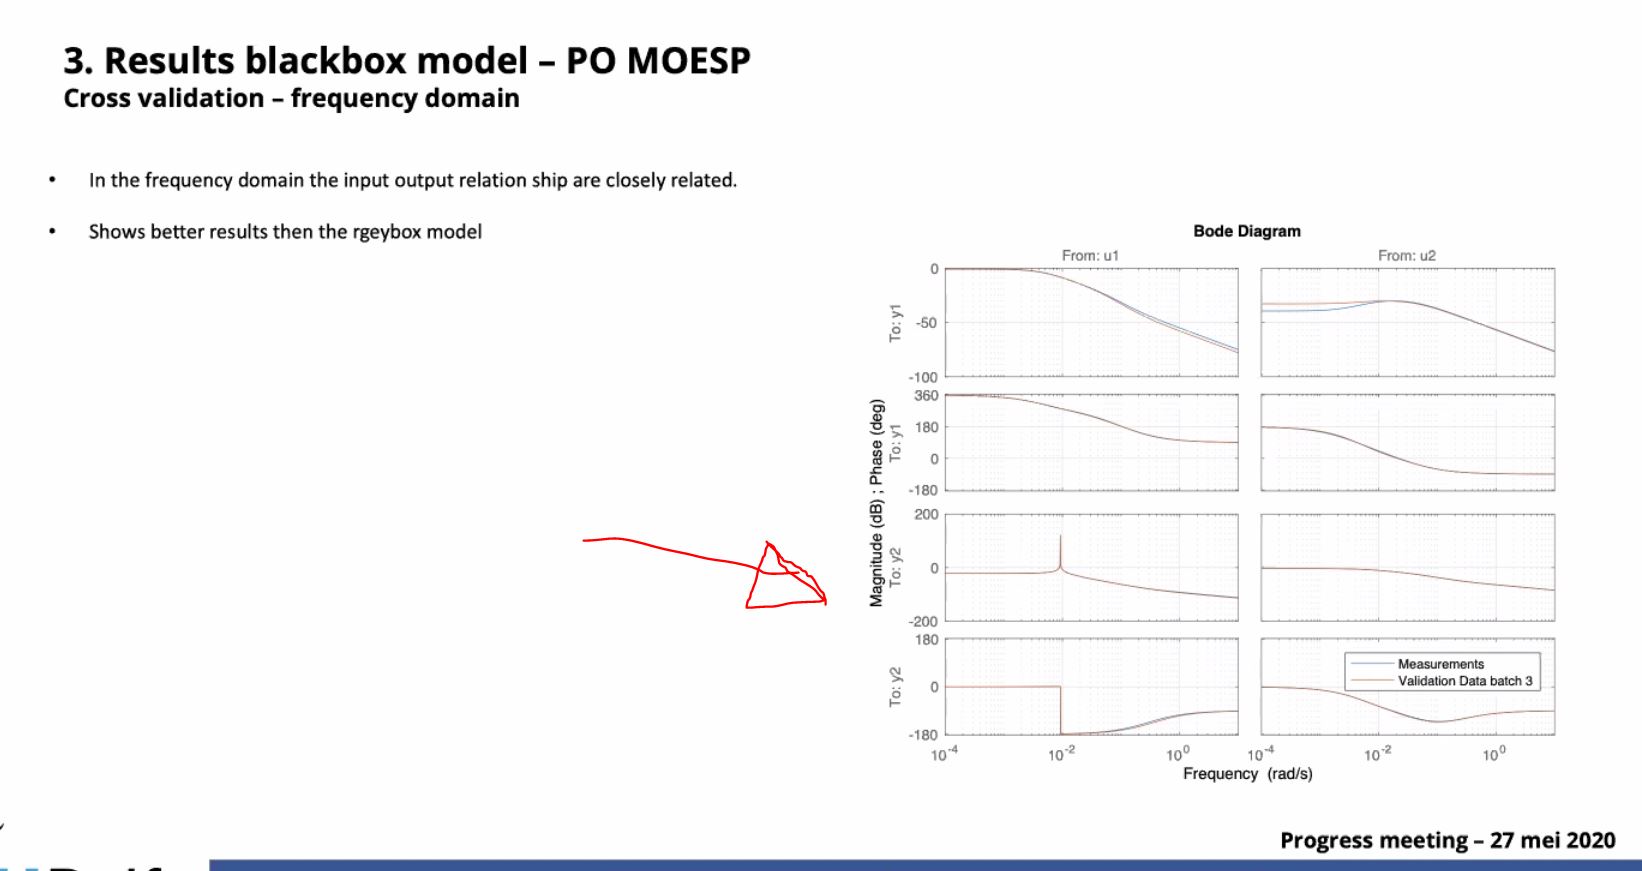 3. Results blackbox model – PO MOESP
Cross validation – frequency domain
• In the frequency domain the input output relation ship are closely related.
• Shows better results then the rgeybox model
Bode Diagram
From: u1
From: u2
Magnitude (dB) ; Phase (deg)
To: y1
0
-50
-100
To: y1
360
180
0
-180
To: y2
200
0
-200
To: y2
180
0
-180
Measurements
Validation Data batch 3
10^-4 10^-2 10^0 10^-4 10^-2 10^0
Frequency (rad/s)
Progress meeting – 27 mei 2020